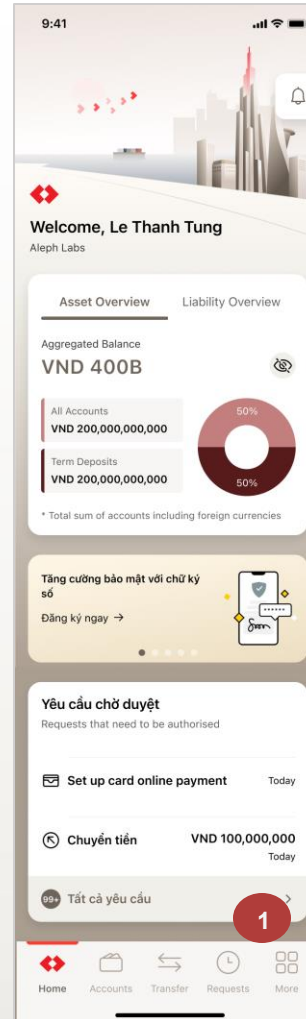 9:41
Welcome, Le Thanh Tung
Aleph Labs
Asset Overview
Liability Overview
Aggregated Balance
VND 400B
All Accounts
VND 200,000,000,000
Term Deposits
VND 200,000,000,000
50%
50%
* Total sum of accounts including foreign currencies
Tăng cường bảo mật với chữ ký
số
Đăng ký ngay →
Yêu cầu chờ duyệt
Requests that need to be authorised
Set up card online payment
Today
Chuyển tiền
VND 100,000,000
Today
99+ Tất cả yêu cầu
1
Home
Accounts
Transfer
Requests
More